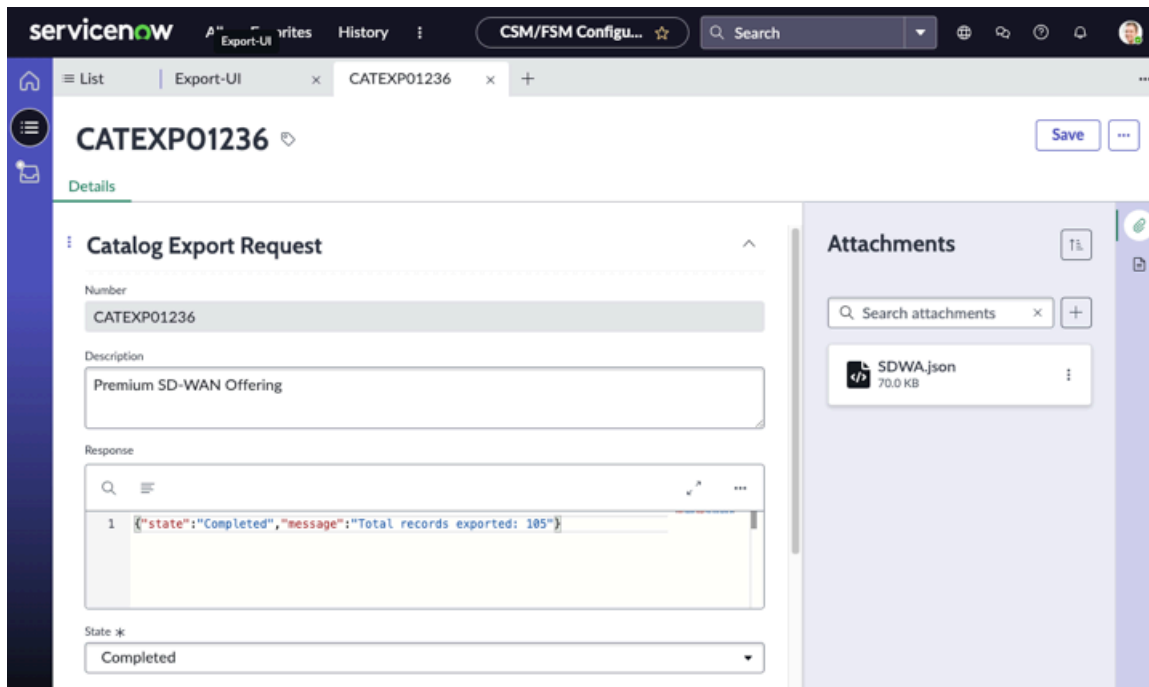 servicenow
Favorites History CSM/FSM Configu... Search
Export-UI
List Export-UI × CATEXP01236 × +
CATEXP01236
Save
Details
Catalog Export Request
Number
CATEXP01236
Description
Premium SD-WAN Offering
Response
1 {"state":"Completed","message":"Total records exported: 105"}
State *
Completed
Attachments
Search attachments ×
SDWA.json
70.0 KB